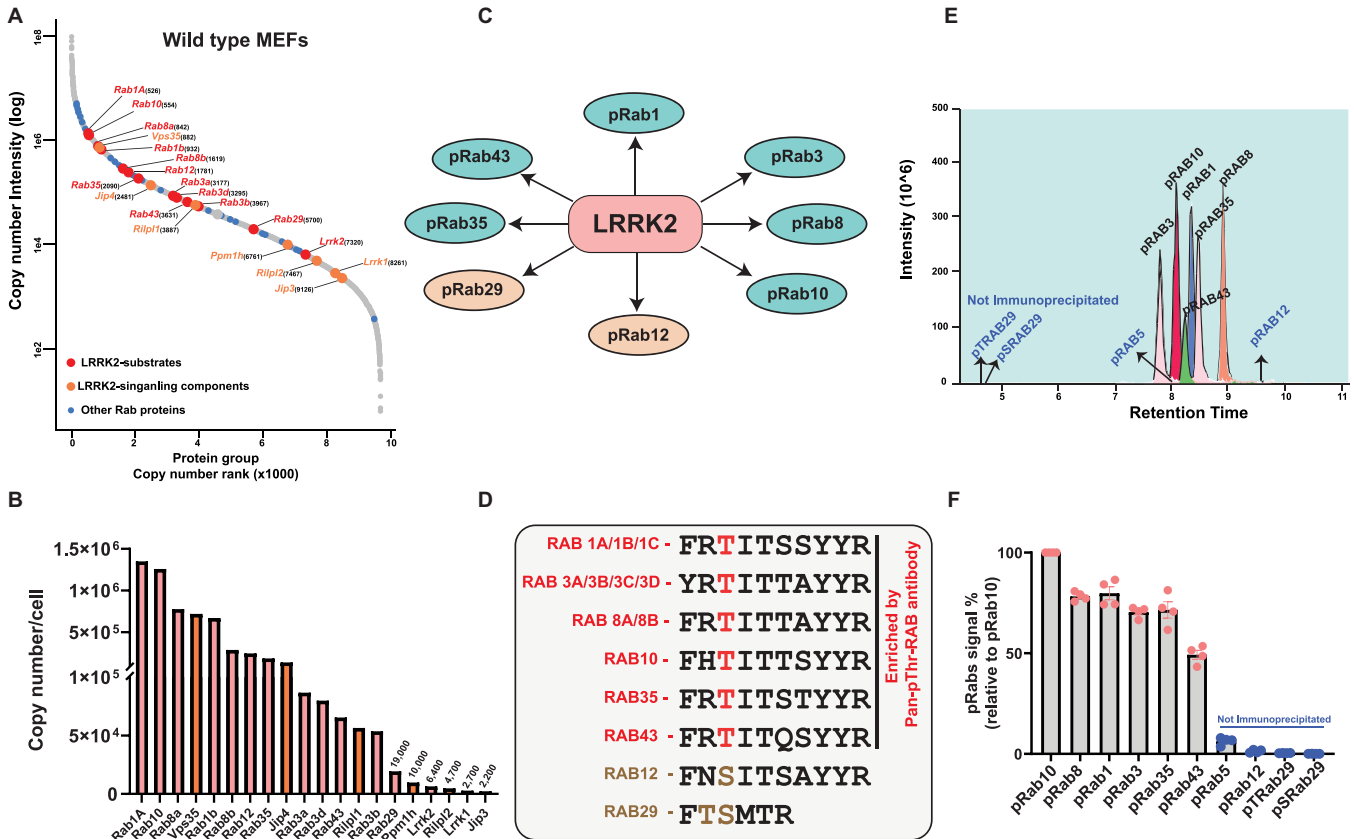 A
Wild type MEFs
Copy number Intensity (log)
1e8
1e6
1e4
1e2
Rab1A(526)
Rab10(554)
Rab8a(842)
Vps35(882)
Rab1b(932)
Rab8b(1619)
Rab12(1781)
Rab35(2090)
Rab3a(3177)
Jip4(2481)
Rab3d(3295)
Rab3b(3967)
Rab43(3631)
Rilpl1(3887)
Rab29(5700)
Ppm1h(6761)
Lrrk2(7320)
Rilpl2(7467)
Lrrk1(8261)
Jip3(9126)
LRRK2-substrates
LRRK2-singanling components
Other Rab proteins
0 2 4 6 8 10
Protein group
Copy number rank (x1000)
B
Copy number/cell
1.5×10⁶
1×10⁶
5×10⁵
1×10⁵
5×10⁴
0
19,000
10,000
6,400
4,700
2,700
2,200
Rab1A Rab10 Rab8a Vps35 Rab1b Rab8b Rab12 Rab35 Jip4 Rab3a Rab3d Rab43 Rilpl1 Rab3b Rab29 Ppm1h Lrrk2 Rilpl2 Lrrk1 Jip3
C
pRab1
pRab43
pRab3
pRab35
LRRK2
pRab8
pRab29
pRab10
pRab12
D
RAB 1A/1B/1C - FRTITSSYYR
RAB 3A/3B/3C/3D - YRTITTAYYR
RAB 8A/8B - FRTITTAYYR
RAB10 - FHTITTSYYR
RAB35 - FRTITSTYYR
RAB43 - FRTITQSYYR
RAB12 - FNSITSAYYR
RAB29 - FTSMTR
Enriched by
Pan-pThr-RAB antibody
E
Intensity (10^6)
500
400
300
200
100
0
Not Immunoprecipitated
pTRAB29
pSRAB29
pRAB5
pRAB3
pRAB10
pRAB1
pRAB35
pRAB43
pRAB8
pRAB12
5 6 7 8 9 10 11
Retention Time
F
pRabs signal %
(relative to pRab10)
100
50
0
Not Immunoprecipitated
pRab10 pRab8 pRab1 pRab3 pRab35 pRab43 pRab5 pRab12 pTRab29 pSRab29